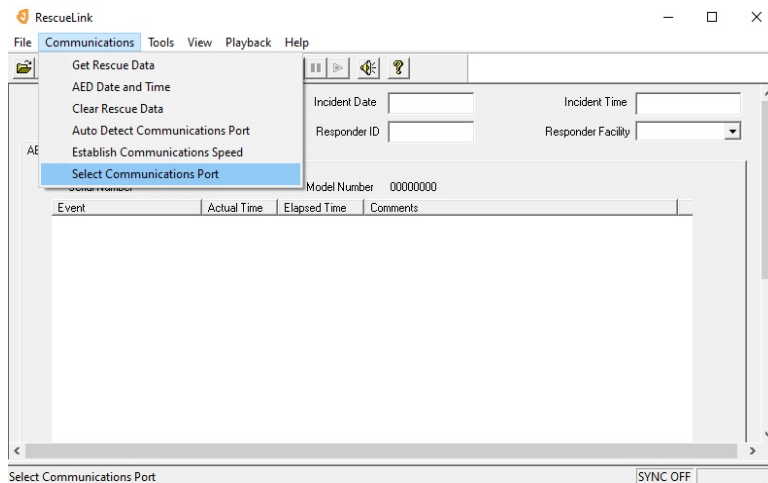 RescueLink
File Communications Tools View Playback Help
Get Rescue Data
AED Date and Time
Clear Rescue Data
Auto Detect Communications Port
Establish Communications Speed
Select Communications Port
Incident Date
Incident Time
Responder ID
Responder Facility
Serial Number
Model Number 00000000
Event Actual Time Elapsed Time Comments
Select Communications Port
SYNC OFF